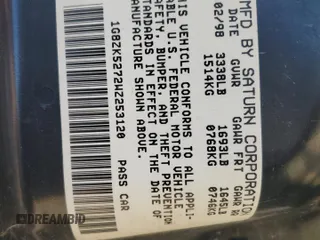 MFD BY SATURN CORPORATION
DATE GVWR GAWR FRT GAWR RR
02/98 3338LB 1693LB 1645LB
1514KG 0768KG 0746KG
THIS VEHICLE CONFORMS TO ALL APPLI-
ABLE U.S. FEDERAL MOTOR VEHICLE
SAFETY, BUMPER, AND THEFT PREVENTION
STANDARDS IN EFFECT ON THE DATE OF
MANUFACTURE SHOWN ABOVE.
1G8ZK5272WZ253120 PASS CAR
DREAMBID